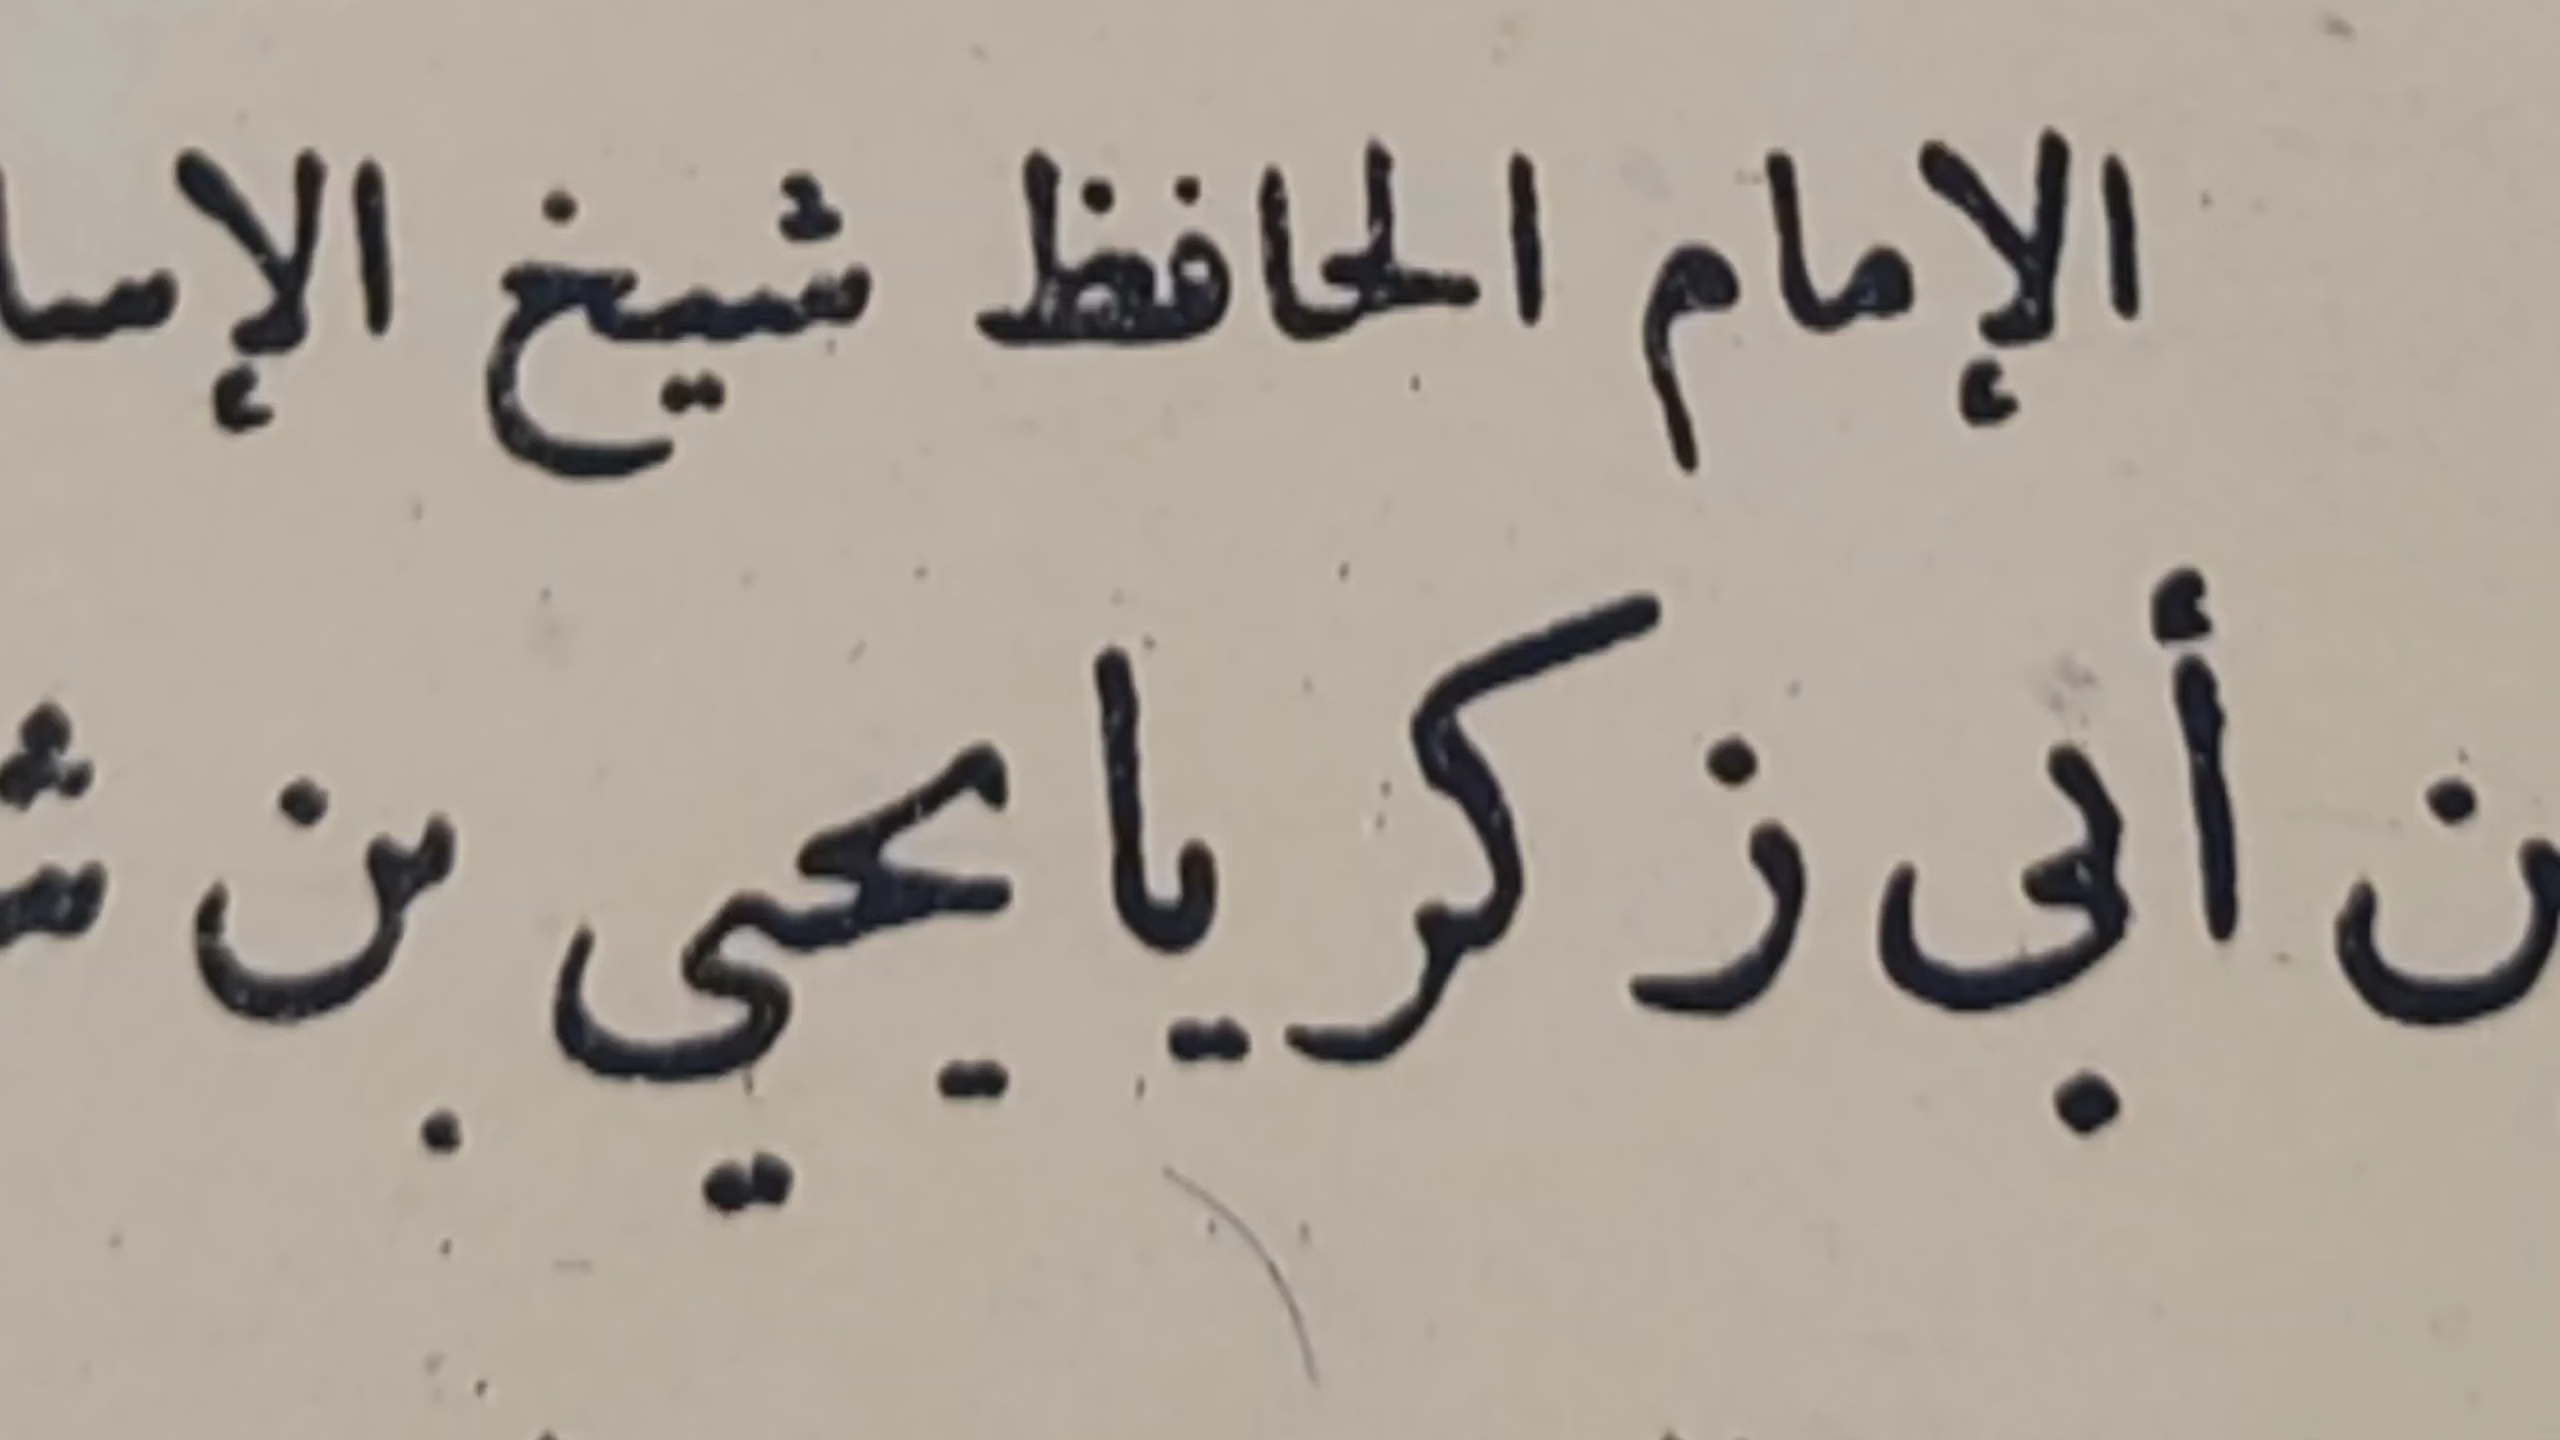 الإمام الحافظ شيخ
أبي زكريا يحيي بن